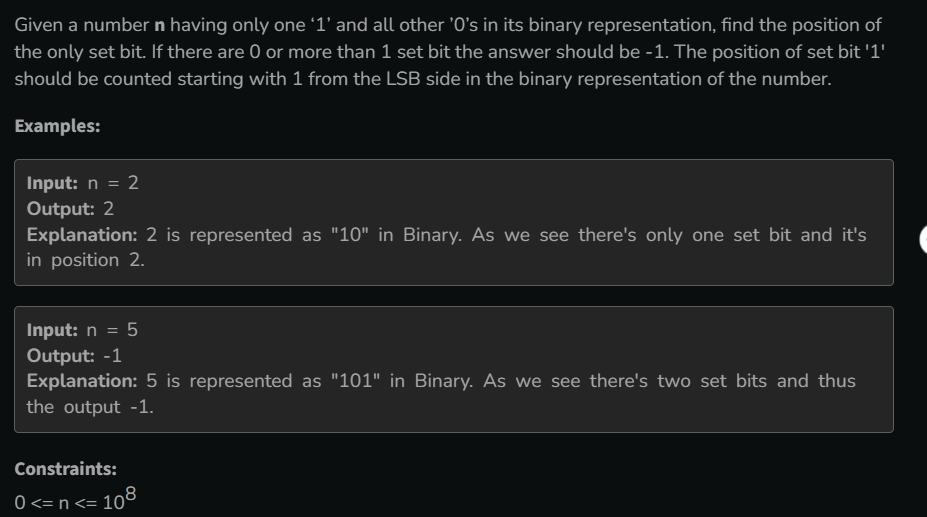 Given a number n having only one ‘1’ and all other ’0’s in its binary representation, find the position of
the only set bit. If there are 0 or more than 1 set bit the answer should be -1. The position of set bit '1'
should be counted starting with 1 from the LSB side in the binary representation of the number.
Examples:
Input: n = 2
Output: 2
Explanation: 2 is represented as "10" in Binary. As we see there's only one set bit and it's
in position 2.
Input: n = 5
Output: -1
Explanation: 5 is represented as "101" in Binary. As we see there's two set bits and thus
the output -1.
Constraints:
0 <= n <= 10⁸